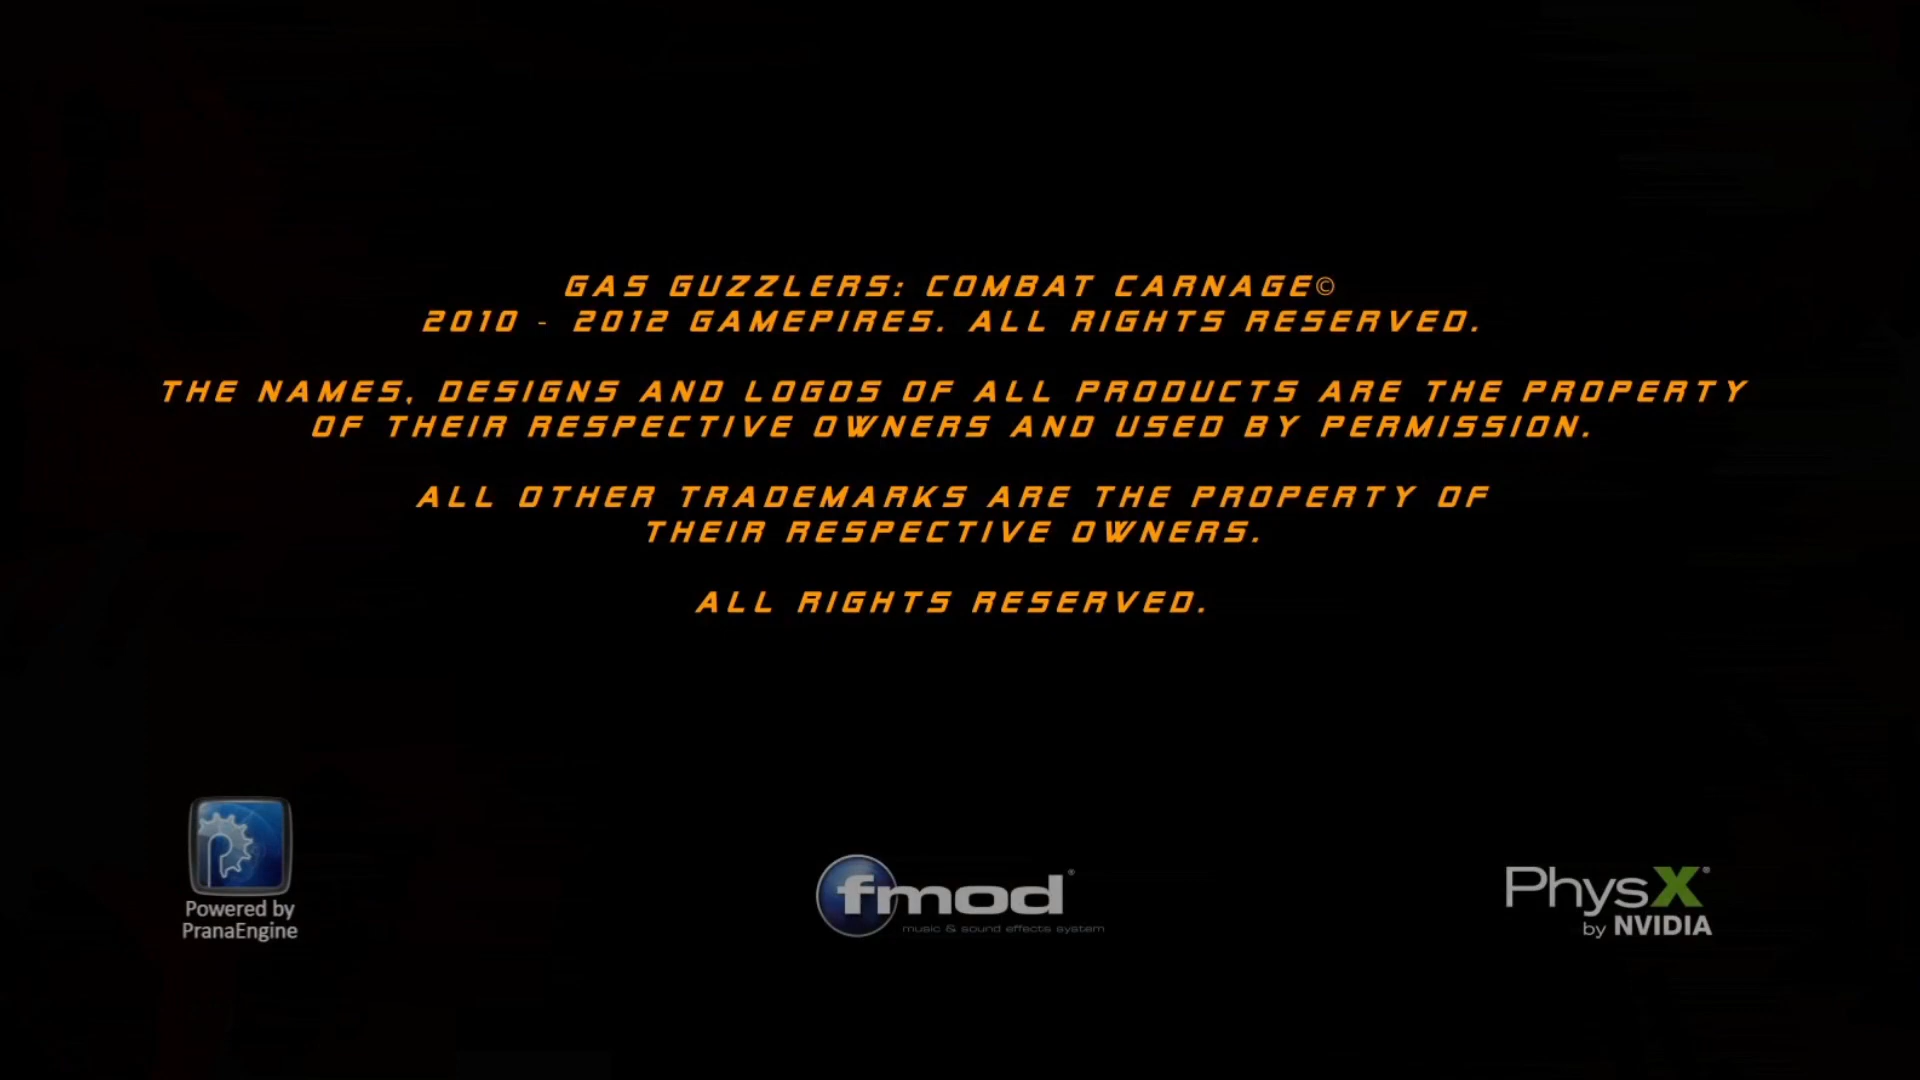 GAS GUZZLERS: COMBAT CARNAGE©
2010 - 2012 GAMEPIRES. ALL RIGHTS RESERVED.
THE NAMES, DESIGNS AND LOGOS OF ALL PRODUCTS ARE THE PROPERTY
OF THEIR RESPECTIVE OWNERS AND USED BY PERMISSION.
ALL OTHER TRADEMARKS ARE THE PROPERTY OF
THEIR RESPECTIVE OWNERS.
ALL RIGHTS RESERVED.
Powered by
PranaEngine
fmod®
music & sound effects system
PhysX®
by NVIDIA